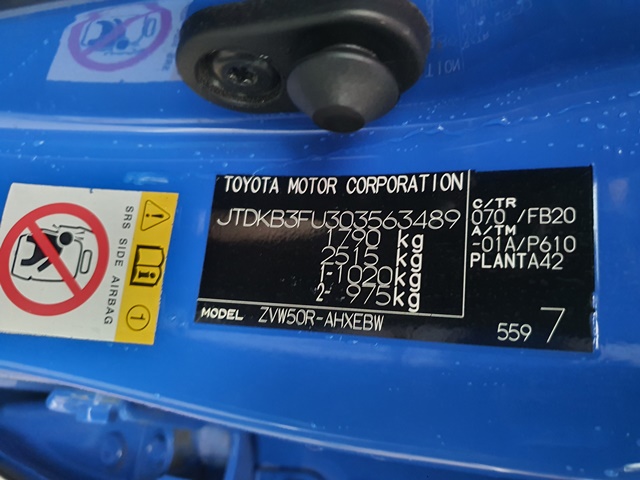 TOYOTA MOTOR CORPORATION
JTDKB3FU303563489
1790 kg
2515 kg
1-1020kg
2- 975kg
MODEL ZVW50R-AHXEBW
C/TR
070 /FB20
A/TM
-01A/P610
PLANTA42
559 7
SRS SIDE AIRBAG